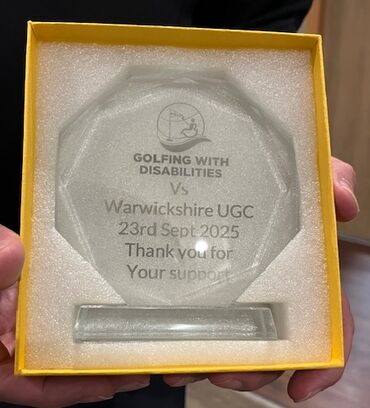 GOLFING WITH
DISABILITIES
Vs
Warwickshire UGC
23rd Sept 2025
Thank you for
Your support